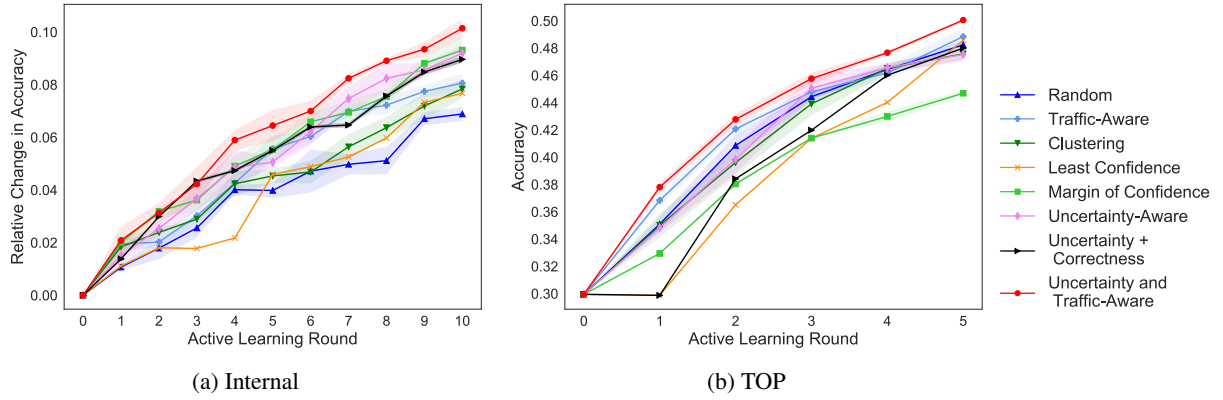 0.10
0.08
0.06
0.04
0.02
0.00
Relative Change in Accuracy
0 1 2 3 4 5 6 7 8 9 10
Active Learning Round
(a) Internal
0.50
0.48
0.46
0.44
0.42
0.40
0.38
0.36
0.34
0.32
0.30
Accuracy
0 1 2 3 4 5
Active Learning Round
(b) TOP
Random
Traffic-Aware
Clustering
Least Confidence
Margin of Confidence
Uncertainty-Aware
Uncertainty +
Correctness
Uncertainty and
Traffic-Aware